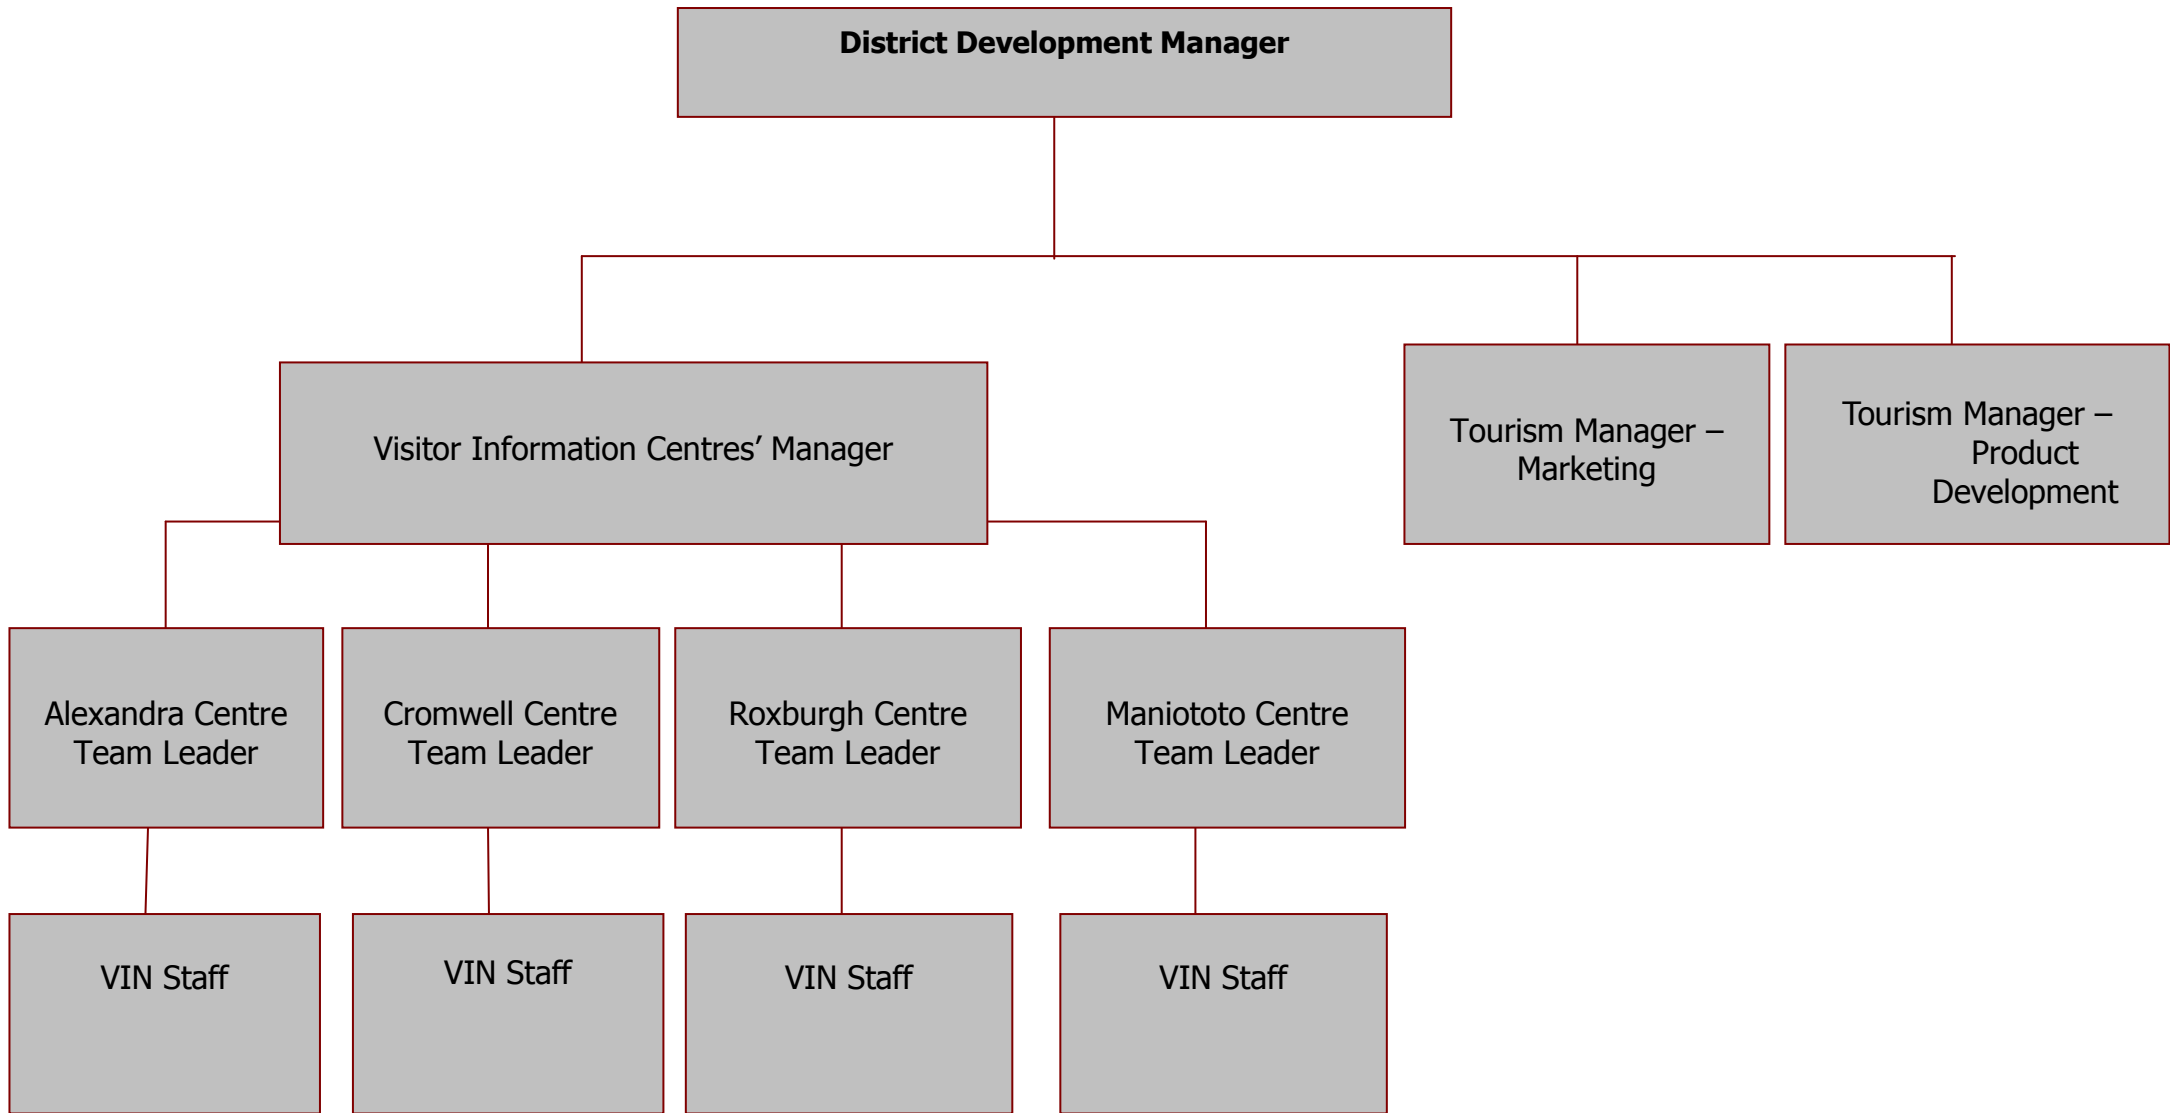 District Development Manager
Visitor Information Centres’ Manager
Tourism Manager –
Marketing
Tourism Manager –
Product
Development
Alexandra Centre
Team Leader
Cromwell Centre
Team Leader
Roxburgh Centre
Team Leader
Maniototo Centre
Team Leader
VIN Staff
VIN Staff
VIN Staff
VIN Staff